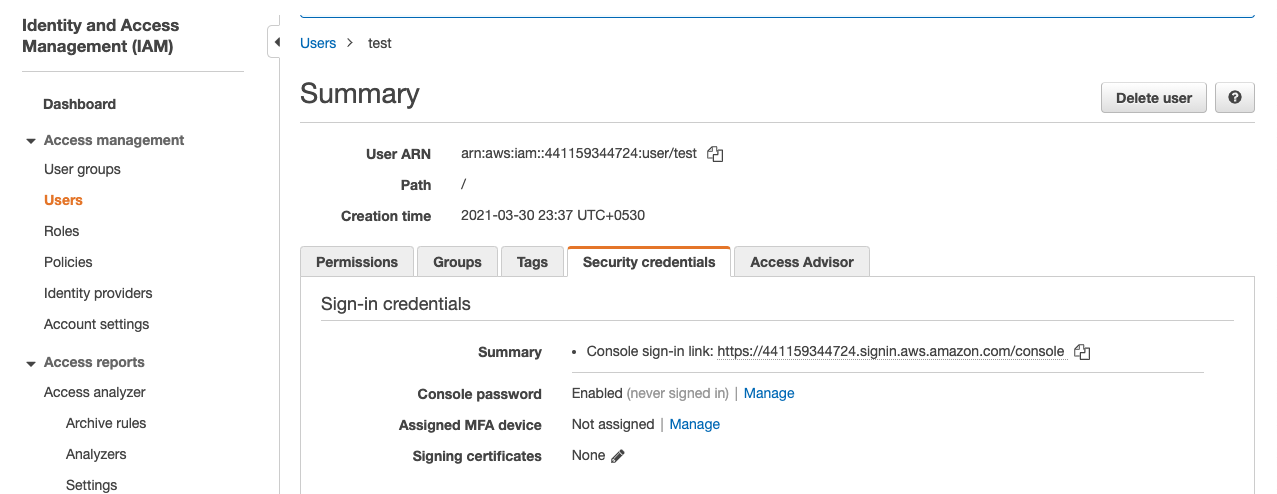 Identity and Access
Management (IAM)
Dashboard
Access management
User groups
Users
Roles
Policies
Identity providers
Account settings
Access reports
Access analyzer
Archive rules
Analyzers
Settings
Users > test
Summary
Delete user
?
User ARN arn:aws:iam::441159344724:user/test
Path /
Creation time 2021-03-30 23:37 UTC+0530
Permissions Groups Tags Security credentials Access Advisor
Sign-in credentials
Summary • Console sign-in link: https://441159344724.signin.aws.amazon.com/console
Console password Enabled (never signed in) | Manage
Assigned MFA device Not assigned | Manage
Signing certificates None